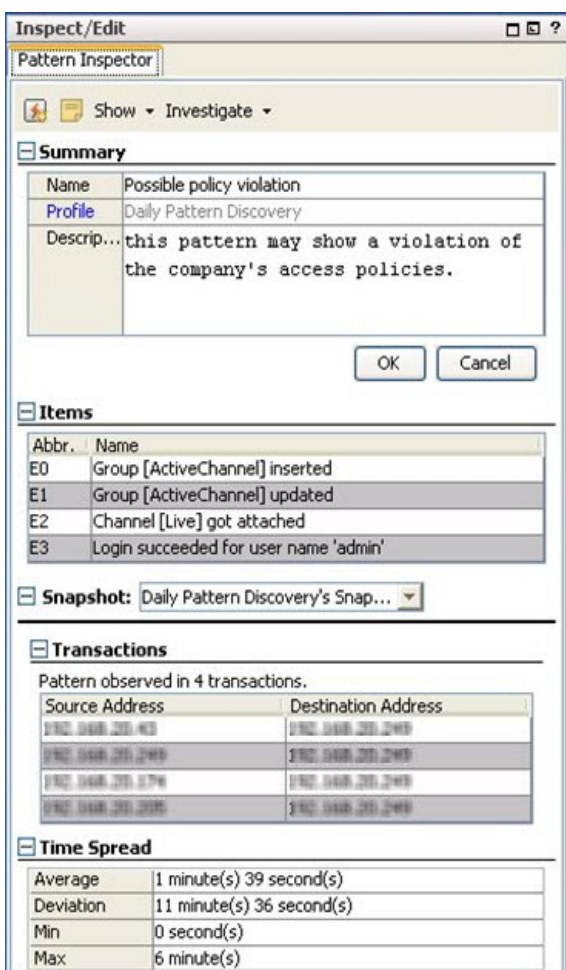 Inspect/Edit ?
Pattern Inspector
Show Investigate
Summary
Name Possible policy violation
Profile Daily Pattern Discovery
Descrip... this pattern may show a violation of
the company's access policies.
OK Cancel
Items
Abbr. Name
E0 Group [ActiveChannel] inserted
E1 Group [ActiveChannel] updated
E2 Channel [Live] got attached
E3 Login succeeded for user name 'admin'
Snapshot: Daily Pattern Discovery's Snap...
Transactions
Pattern observed in 4 transactions.
Source Address Destination Address
Time Spread
Average 1 minute(s) 39 second(s)
Deviation 11 minute(s) 36 second(s)
Min 0 second(s)
Max 6 minute(s)